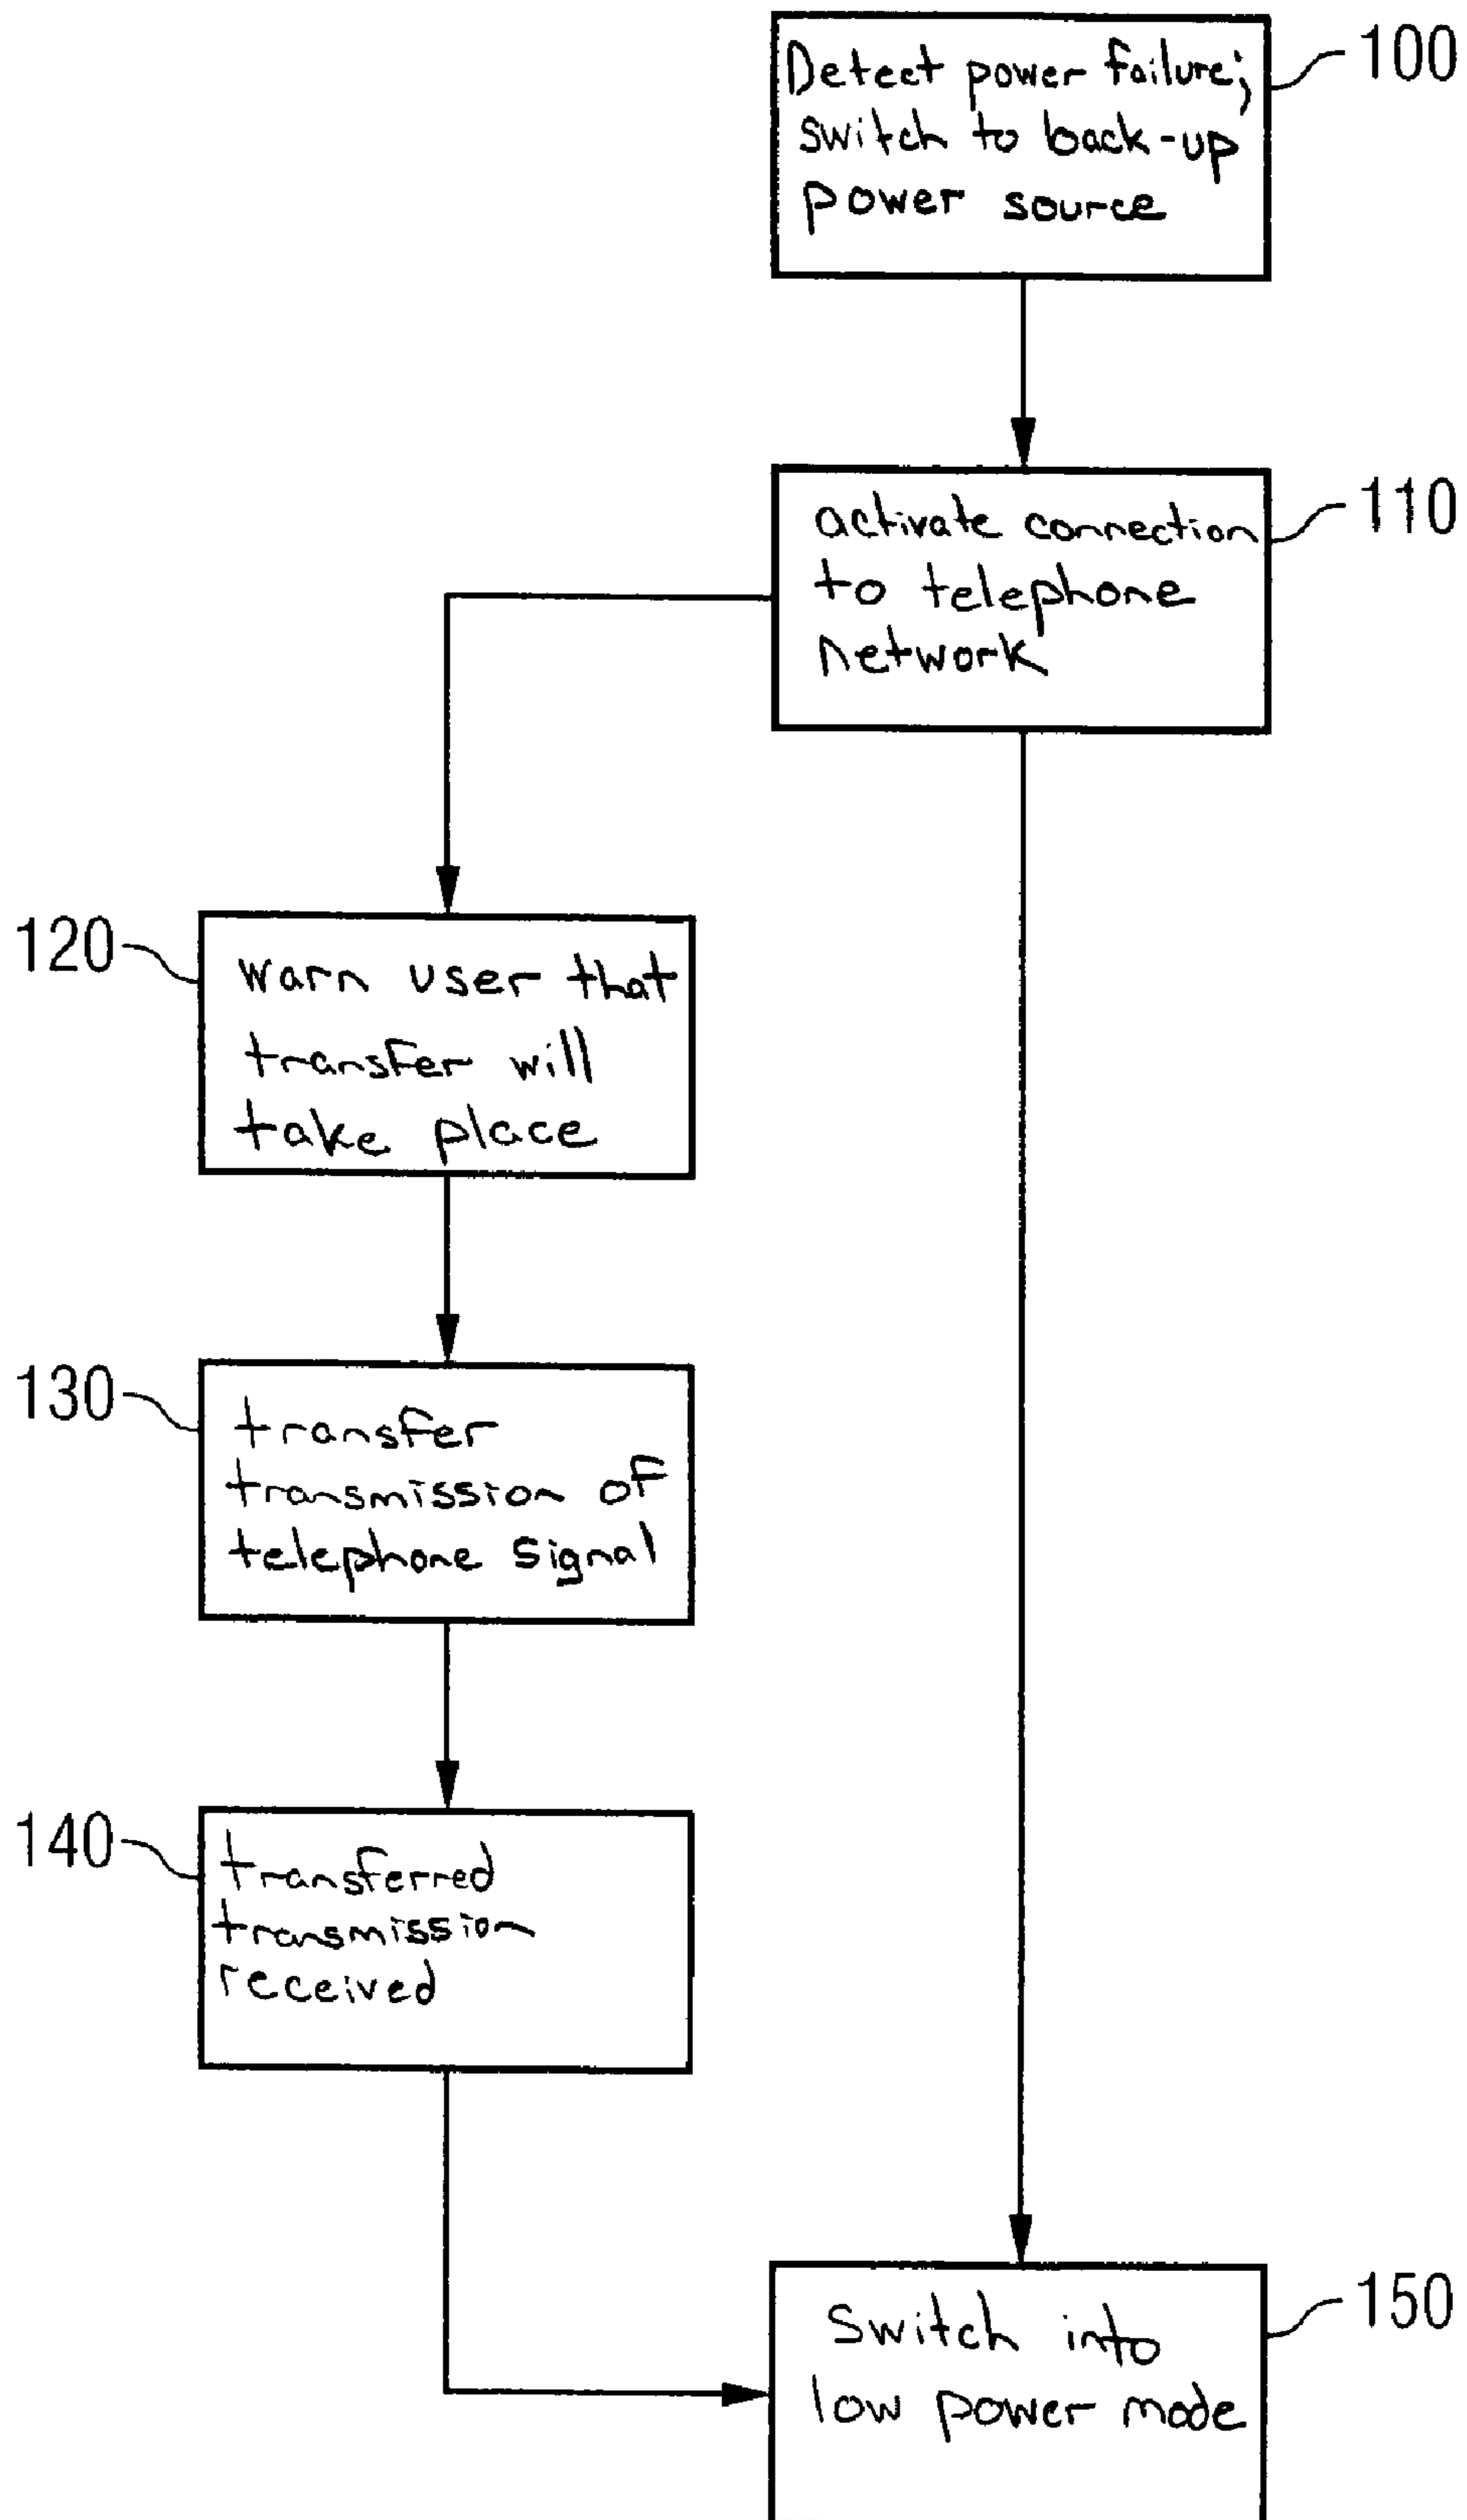 Detect power failure;
switch to back-up
power source
100
activate connection
to telephone
network
110
120
warn user that
transfer will
take place
130
transfer
transmission of
telephone signal
140
transferred
transmission
received
Switch into
low power mode
150